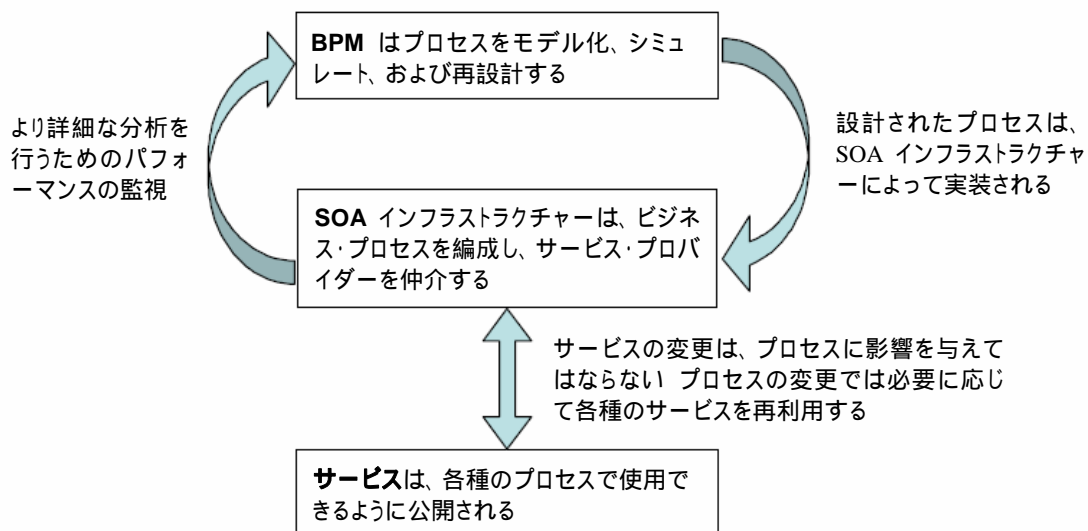 BPM はプロセスをモデル化、シミュ
レート、および再設計する
より詳細な分析を
行うためのパフォ
ーマンスの監視
設計されたプロセスは、
SOA インフラストラクチャ
ーによって実装される
SOA インフラストラクチャーは、ビジネ
ス･プロセスを編成し、サービス･プロバ
イダーを仲介する
サービスの変更は、プロセスに影響を与えて
はならない プロセスの変更では必要に応じ
て各種のサービスを再利用する
サービスは、各種のプロセスで使用で
きるように公開される